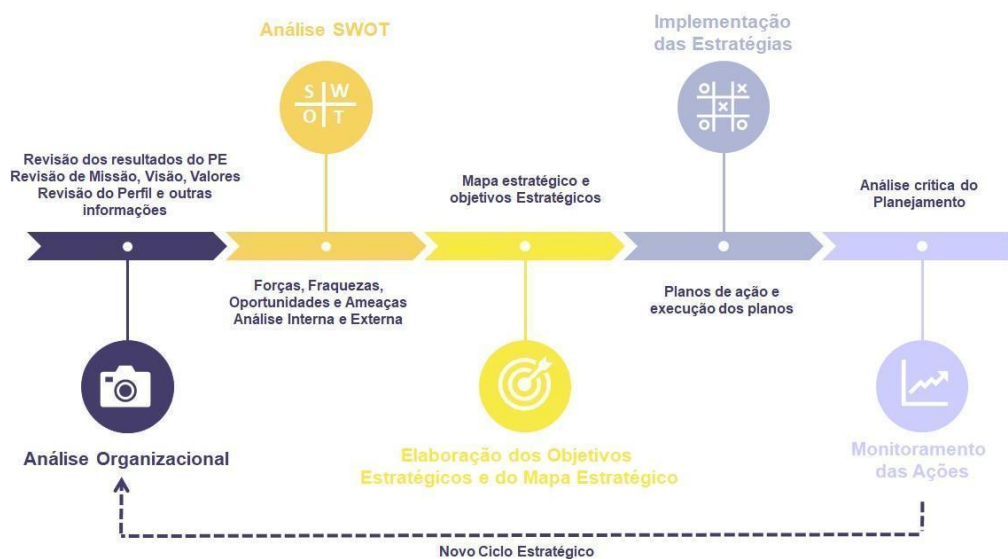 Análise SWOT
Implementação
das Estratégias
S W
O T
Revisão dos resultados do PE
Revisão de Missão, Visão, Valores
Revisão do Perfil e outras
informações
Mapa estratégico e
objetivos Estratégicos
Análise crítica do
Planejamento
Forças, Fraquezas,
Oportunidades e Ameaças
Análise Interna e Externa
Planos de ação e
execução dos planos
Análise Organizacional
Elaboração dos Objetivos
Estratégicos e do Mapa Estratégico
Monitoramento
das Ações
Novo Ciclo Estratégico